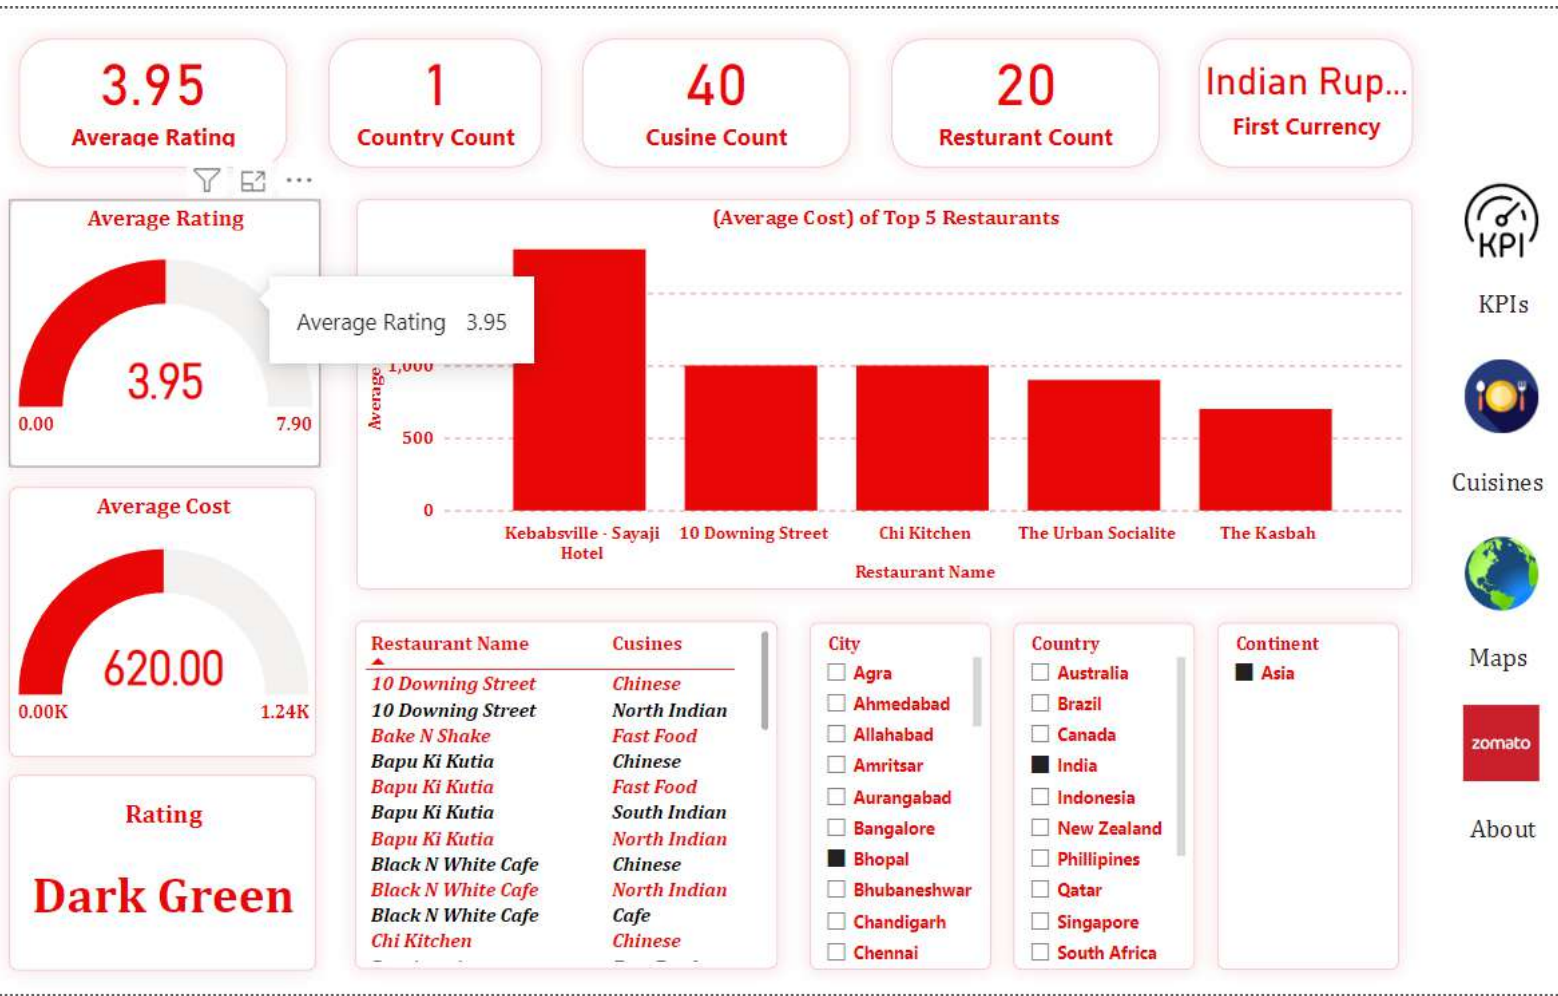 3.95
Average Rating
1
Country Count
40
Cusine Count
20
Resturant Count
Indian Rup...
First Currency
Average Rating
3.95
0.00
7.90
Average Rating 3.95
(Average Cost) of Top 5 Restaurants
Average
1,000
500
0
Kebabsville - Sayaji
Hotel
10 Downing Street
Chi Kitchen
The Urban Socialite
The Kasbah
Restaurant Name
KPI
KPIs
Cuisines
Maps
zomato
About
Average Cost
620.00
0.00K
1.24K
Rating
Dark Green
Restaurant Name Cusines
10 Downing Street Chinese
10 Downing Street North Indian
Bake N Shake Fast Food
Bapu Ki Kutia Chinese
Bapu Ki Kutia Fast Food
Bapu Ki Kutia South Indian
Bapu Ki Kutia North Indian
Black N White Cafe Chinese
Black N White Cafe North Indian
Black N White Cafe Cafe
Chi Kitchen Chinese
City
Agra
Ahmedabad
Allahabad
Amritsar
Aurangabad
Bangalore
Bhopal
Bhubaneshwar
Chandigarh
Chennai
Country
Australia
Brazil
Canada
India
Indonesia
New Zealand
Phillipines
Qatar
Singapore
South Africa
Continent
Asia